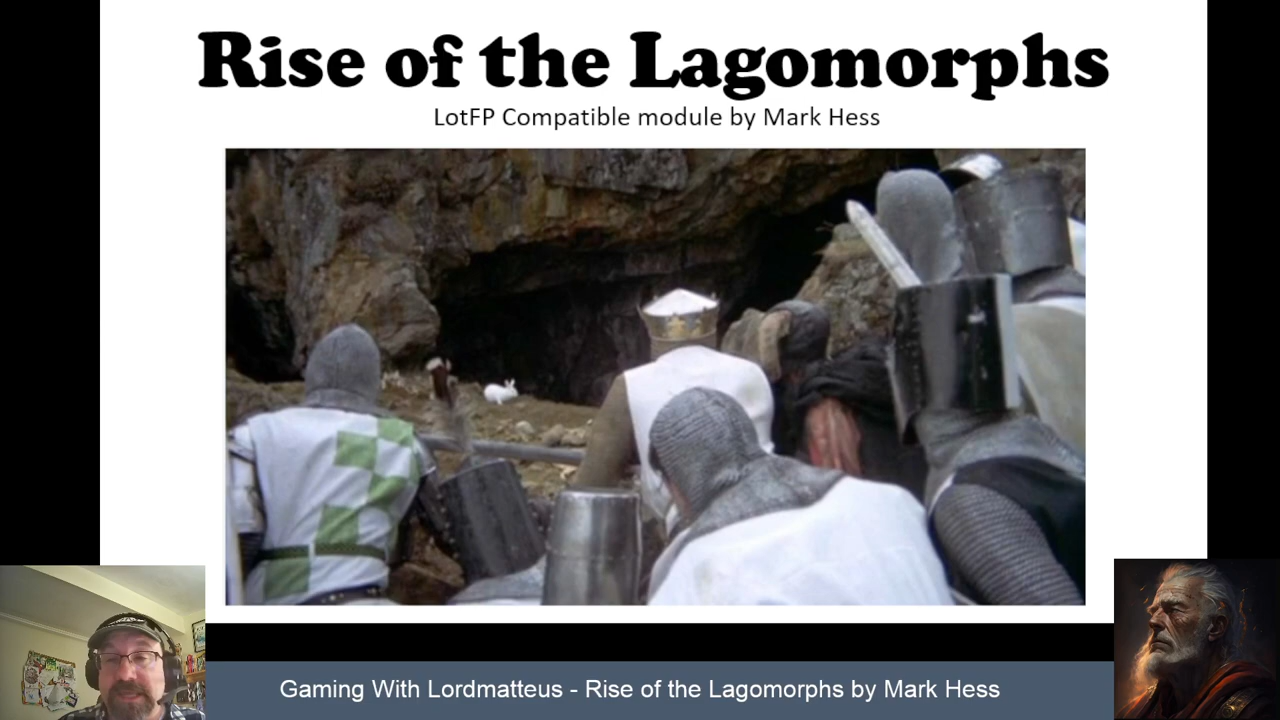 Rise of the Lagomorphs
LotFP Compatible module by Mark Hess
Gaming With Lordmatteus - Rise of the Lagomorphs by Mark Hess